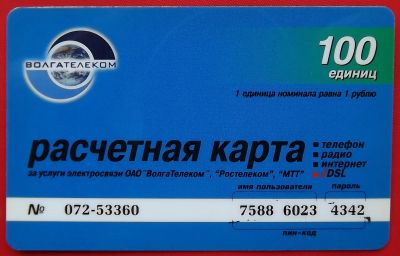 ВОЛГАТЕЛЕКОМ
100
единиц
1 единица номинала равна 1 рублю
расчетная карта
телефон
радио
интернет
DSL
за услуги электросвязи ОАО "ВолгаТелеком", "Ростелеком", "МТТ"
имя пользователя пароль
№ 072-53360 7588 6023 4342
пин-код